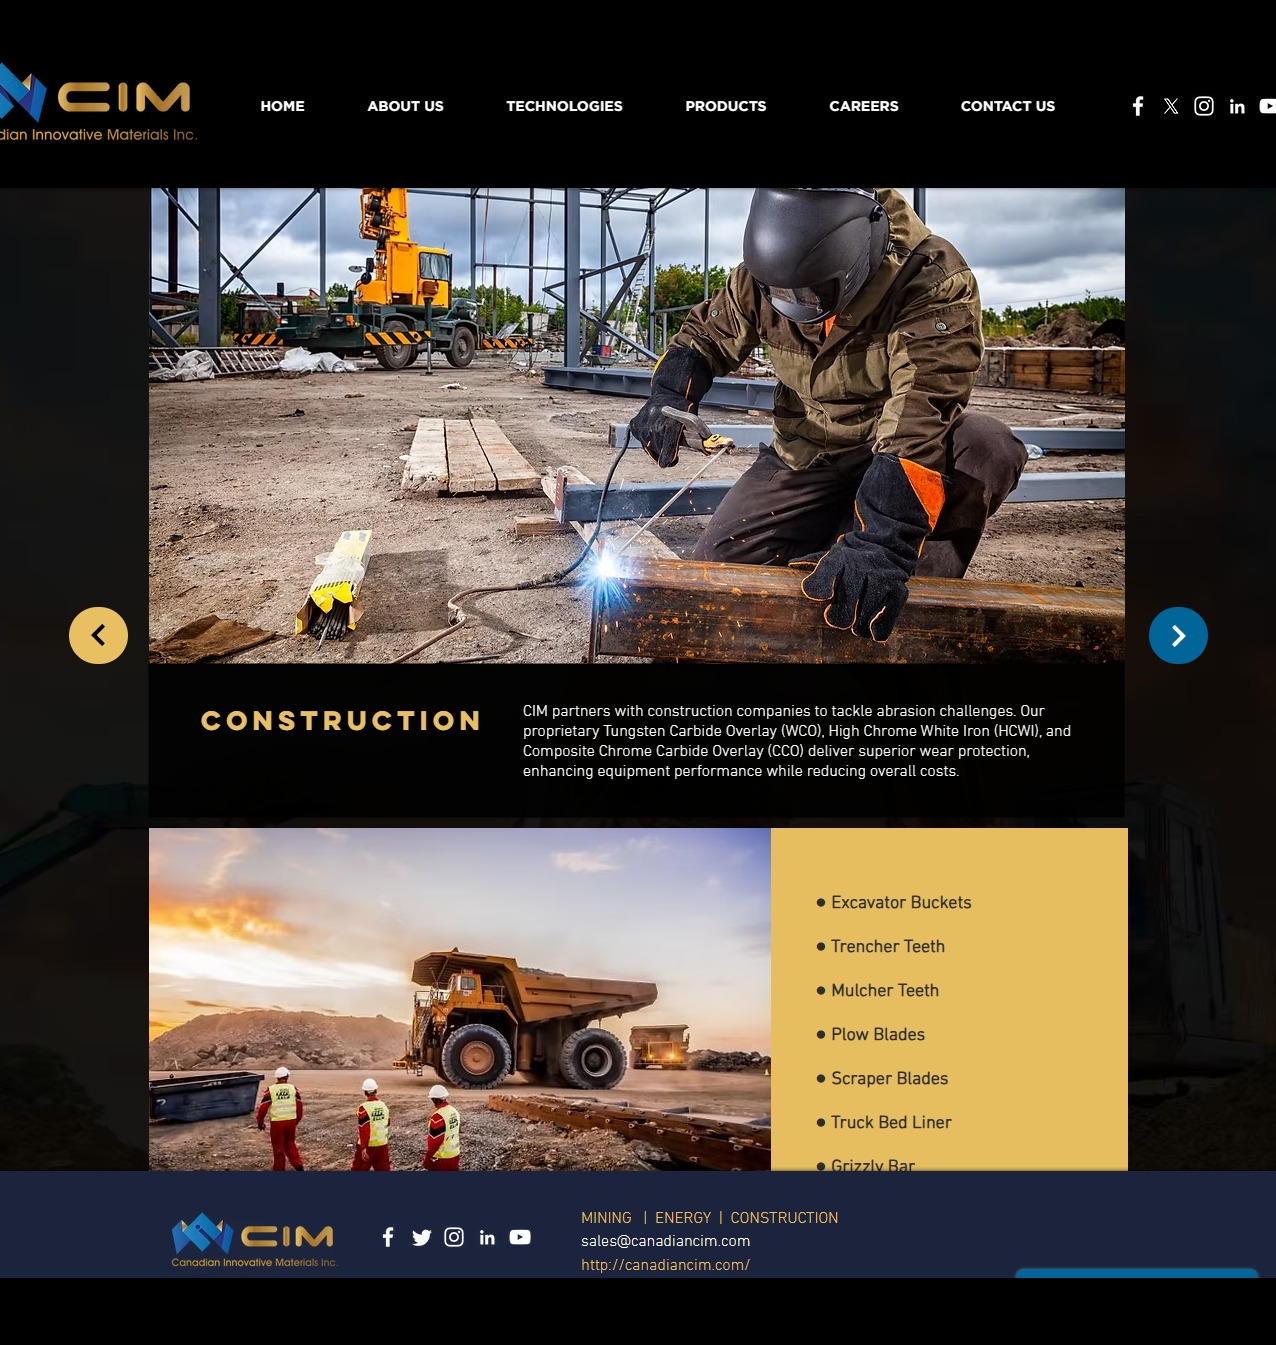 CIM
dian Innovative Materials Inc.
HOME ABOUT US TECHNOLOGIES PRODUCTS CAREERS CONTACT US
CONSTRUCTION
CIM partners with construction companies to tackle abrasion challenges. Our
proprietary Tungsten Carbide Overlay (WCO), High Chrome White Iron (HCWI), and
Composite Chrome Carbide Overlay (CCO) deliver superior wear protection,
enhancing equipment performance while reducing overall costs.
● Excavator Buckets
● Trencher Teeth
● Mulcher Teeth
● Plow Blades
● Scraper Blades
● Truck Bed Liner
● Grizzly Bar
CIM
Canadian Innovative Materials Inc.
MINING | ENERGY | CONSTRUCTION
sales@canadiancim.com
http://canadiancim.com/